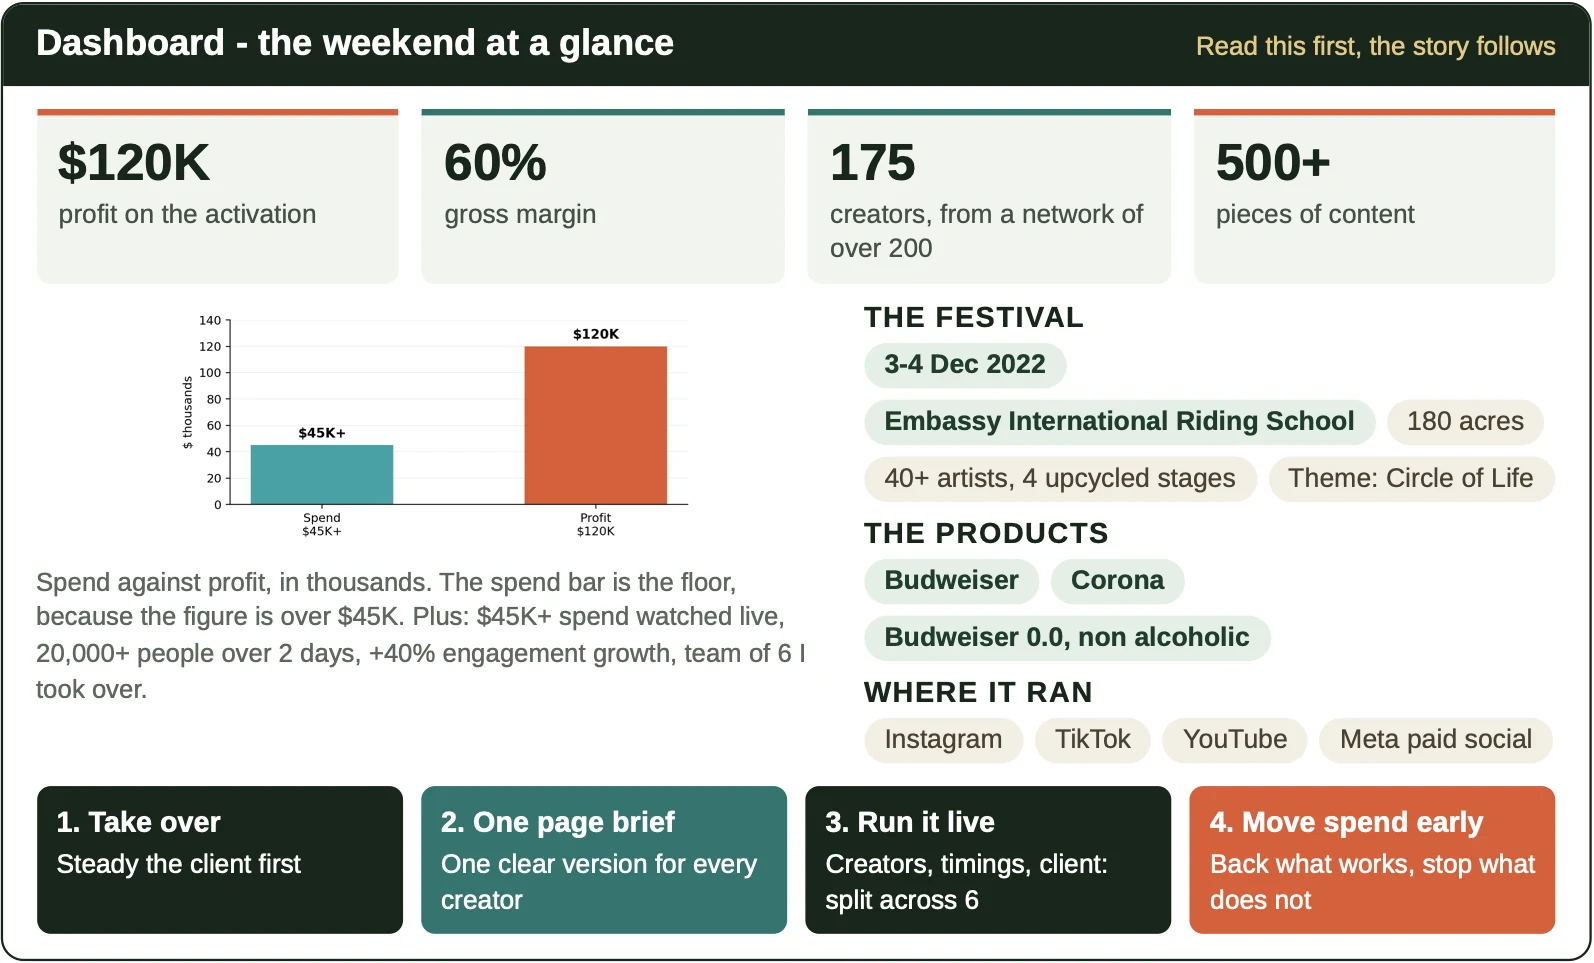 Dashboard - the weekend at a glance
Read this first, the story follows
$120K
profit on the activation
60%
gross margin
175
creators, from a network of
over 200
500+
pieces of content
140
120
100
80
60
40
20
0
$ thousands
$45K+
$120K
Spend
$45K+
Profit
$120K
Spend against profit, in thousands. The spend bar is the floor,
because the figure is over $45K. Plus: $45K+ spend watched live,
20,000+ people over 2 days, +40% engagement growth, team of 6 I
took over.
THE FESTIVAL
3-4 Dec 2022
Embassy International Riding School
180 acres
40+ artists, 4 upcycled stages
Theme: Circle of Life
THE PRODUCTS
Budweiser
Corona
Budweiser 0.0, non alcoholic
WHERE IT RAN
Instagram
TikTok
YouTube
Meta paid social
1. Take over
Steady the client first
2. One page brief
One clear version for every
creator
3. Run it live
Creators, timings, client:
split across 6
4. Move spend early
Back what works, stop what
does not